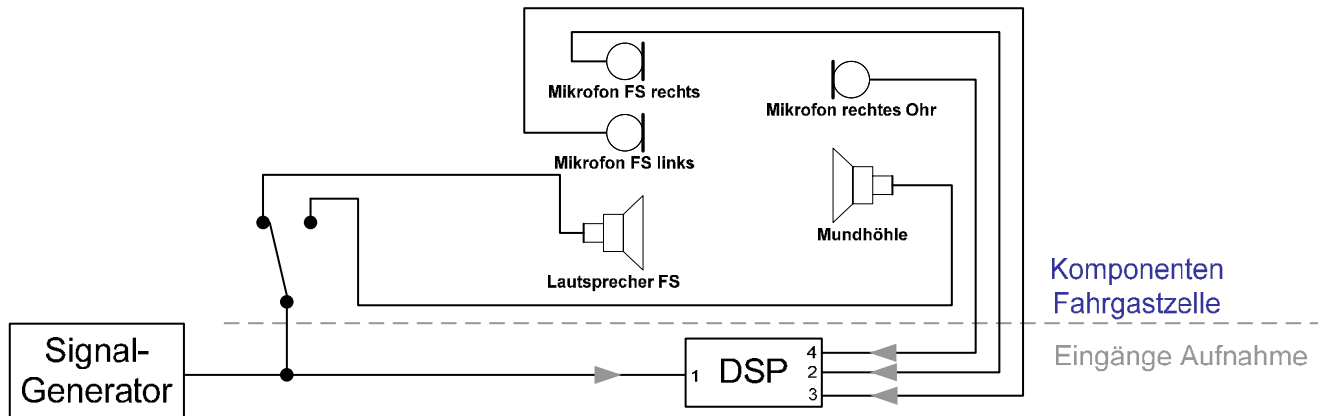 Mikrofon FS rechts
Mikrofon rechtes Ohr
Mikrofon FS links
Mundhöhle
Lautsprecher FS
Komponenten
Fahrgastzelle
Signal-
Generator
1
DSP
4
2
3
Eingänge Aufnahme